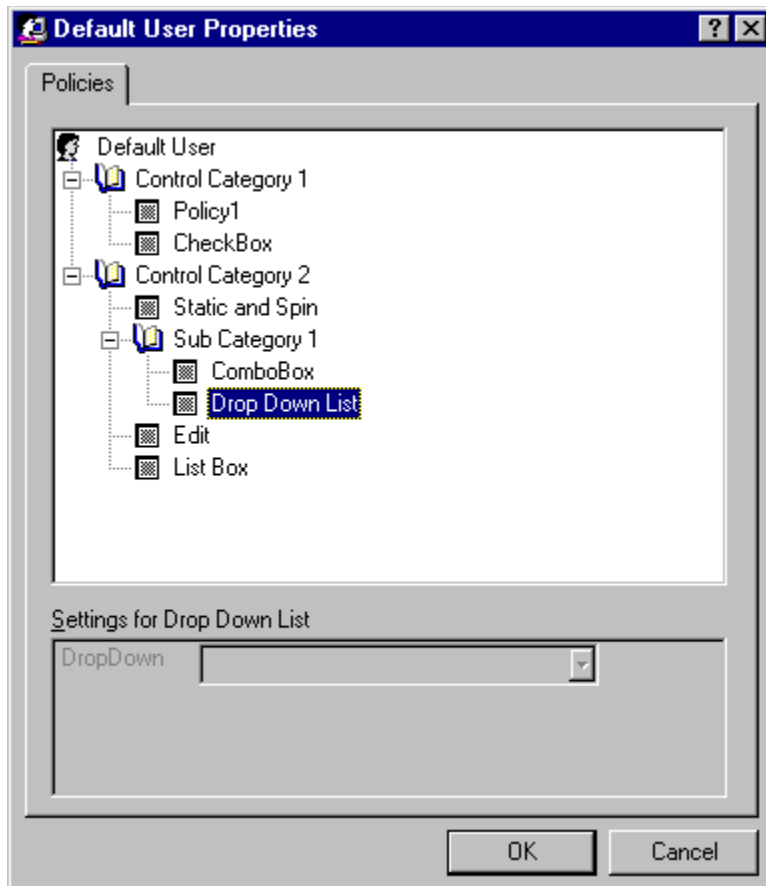 Default User Properties
Policies
Default User
Control Category 1
Policy1
CheckBox
Control Category 2
Static and Spin
Sub Category 1
ComboBox
Drop Down List
Edit
List Box
Settings for Drop Down List
DropDown
OK Cancel